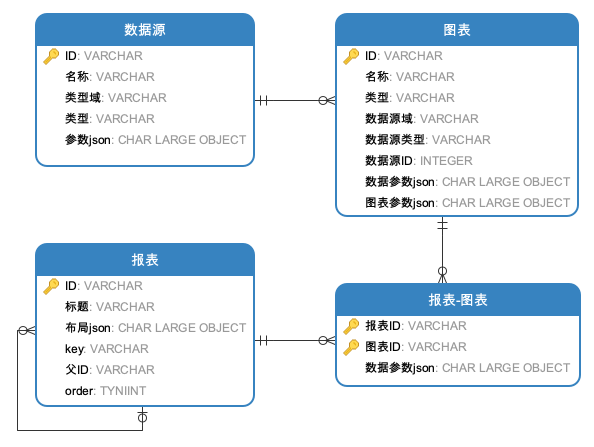 数据源
ID: VARCHAR
名称: VARCHAR
类型域: VARCHAR
类型: VARCHAR
参数json: CHAR LARGE OBJECT
图表
ID: VARCHAR
名称: VARCHAR
类型: VARCHAR
数据源域: VARCHAR
数据源类型: VARCHAR
数据源ID: INTEGER
数据参数json: CHAR LARGE OBJECT
图表参数json: CHAR LARGE OBJECT
报表
ID: VARCHAR
标题: VARCHAR
布局json: CHAR LARGE OBJECT
key: VARCHAR
父ID: VARCHAR
order: TYNIINT
报表-图表
报表ID: VARCHAR
图表ID: VARCHAR
数据参数json: CHAR LARGE OBJECT